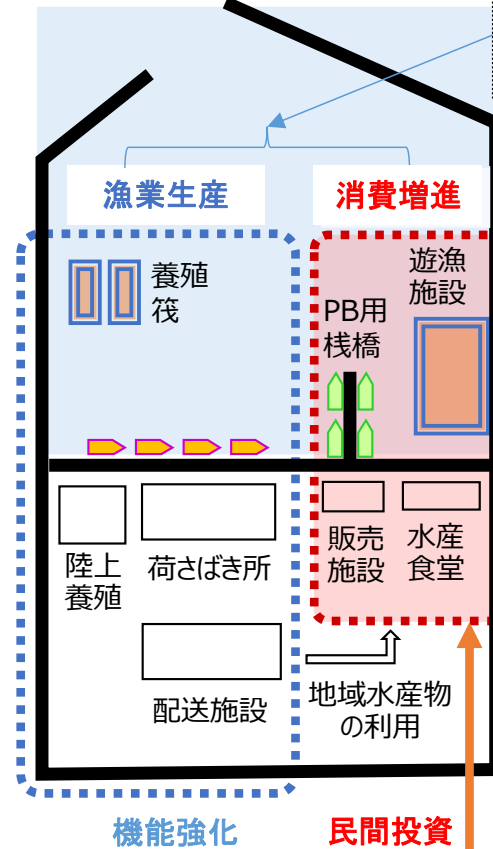 漁業生産
消費増進
養殖
筏
遊漁
施設
PB用
桟橋
陸上
養殖
荷さばき所
販売
施設
水産
食堂
配送施設
地域水産物
の利用
機能強化
民間投資